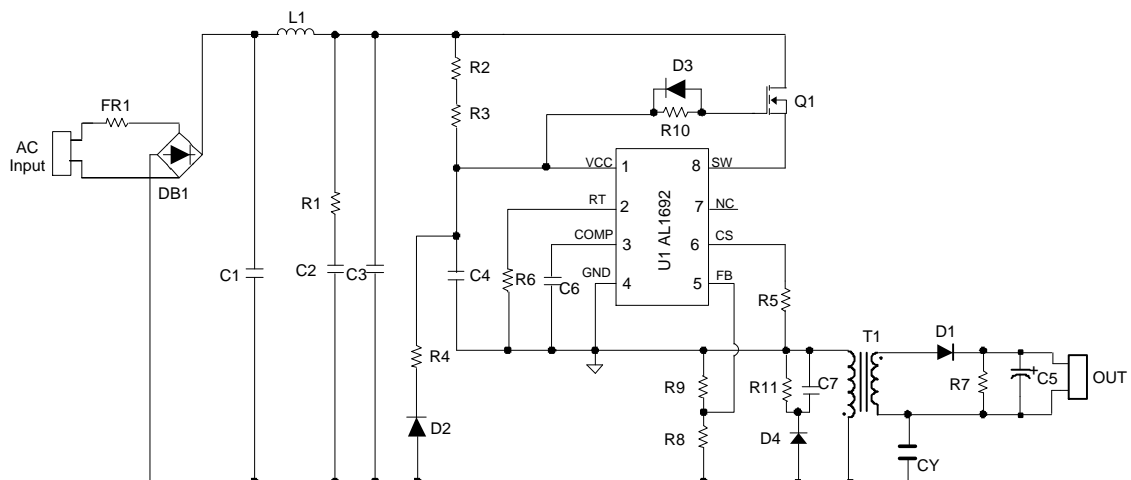 L1
FR1
AC
Input
DB1
C1
R1
C2
C3
R2
R3
D3
R10
Q1
VCC
1
8
SW
RT
2
7
NC
COMP
3
6
CS
GND
4
5
FB
U1 AL1692
C4
R6
C6
R5
R4
D2
R9
R8
R11
C7
D4
T1
D1
R7
+
C5
OUT
CY